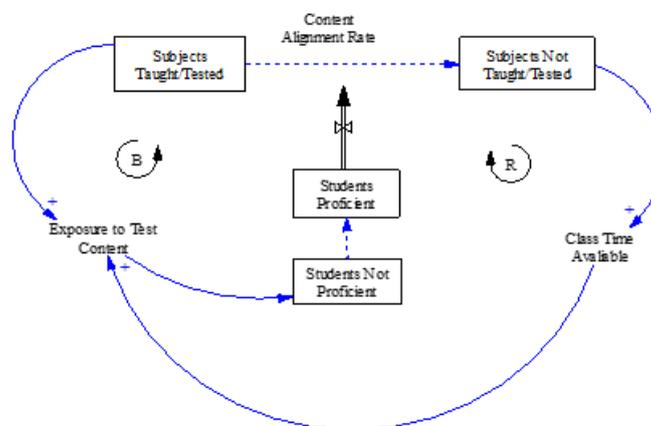 Content
Alignment Rate
Subjects
Taught/Tested
Subjects Not
Taught/Tested
B
R
Students
Proficient
+
+
Exposure to Test
Content
Class Time
Avaliable
+
Students Not
Proficient